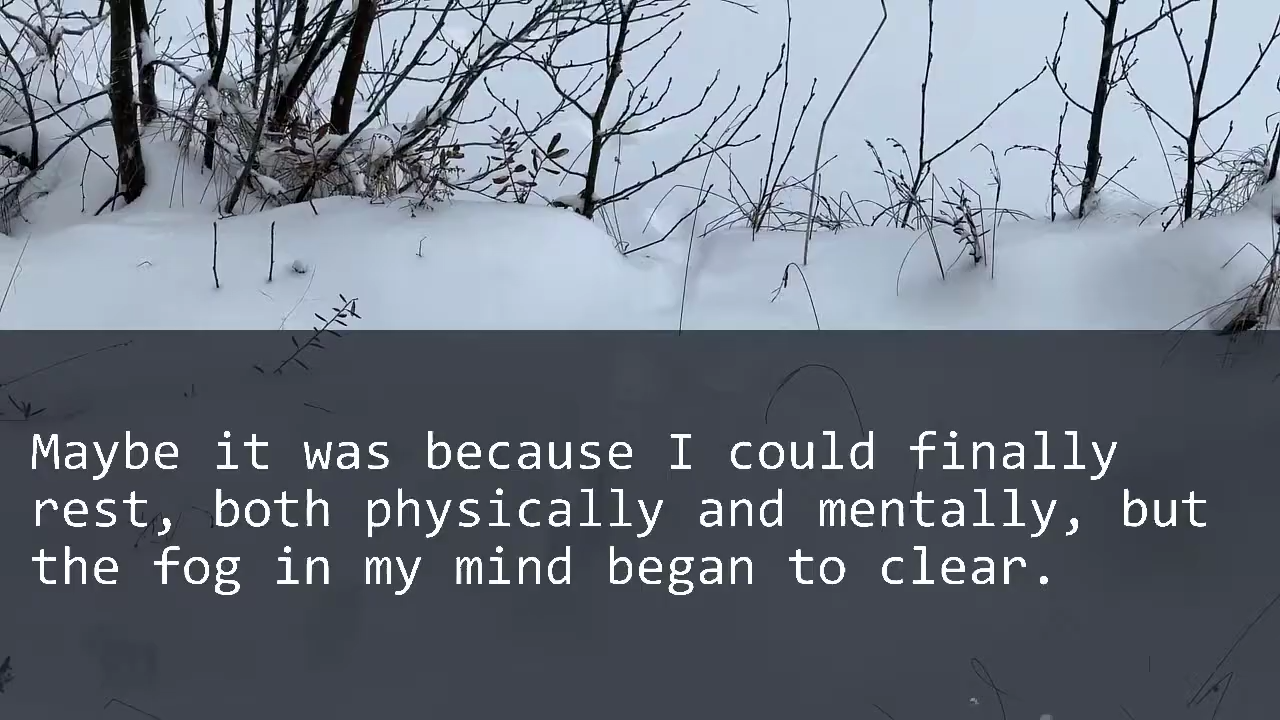 Maybe it was because I could finally
rest, both physically and mentally, but
the fog in my mind began to clear.